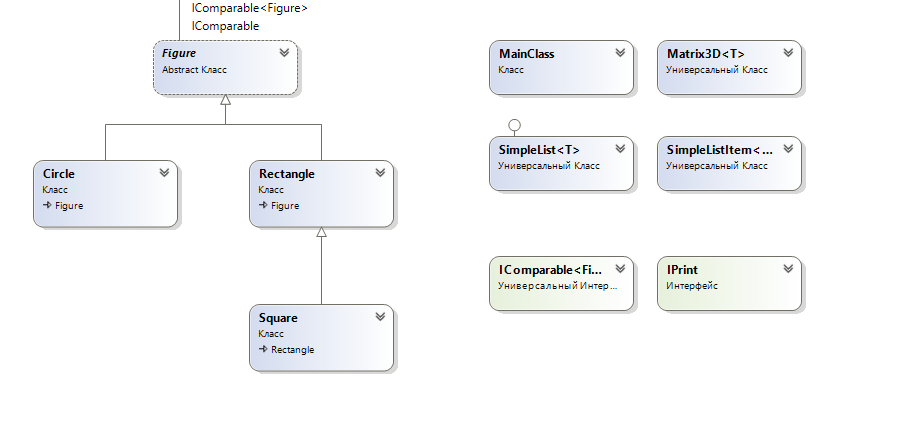 IComparable<Figure>
IComparable
Figure
Abstract Класс
Circle
Класс
Figure
Rectangle
Класс
Figure
Square
Класс
Rectangle
MainClass
Класс
Matrix3D<T>
Универсальный Класс
SimpleList<T>
Универсальный Класс
SimpleListItem<...
Универсальный Класс
IComparable<Fi...
Универсальный Интер...
IPrint
Интерфейс